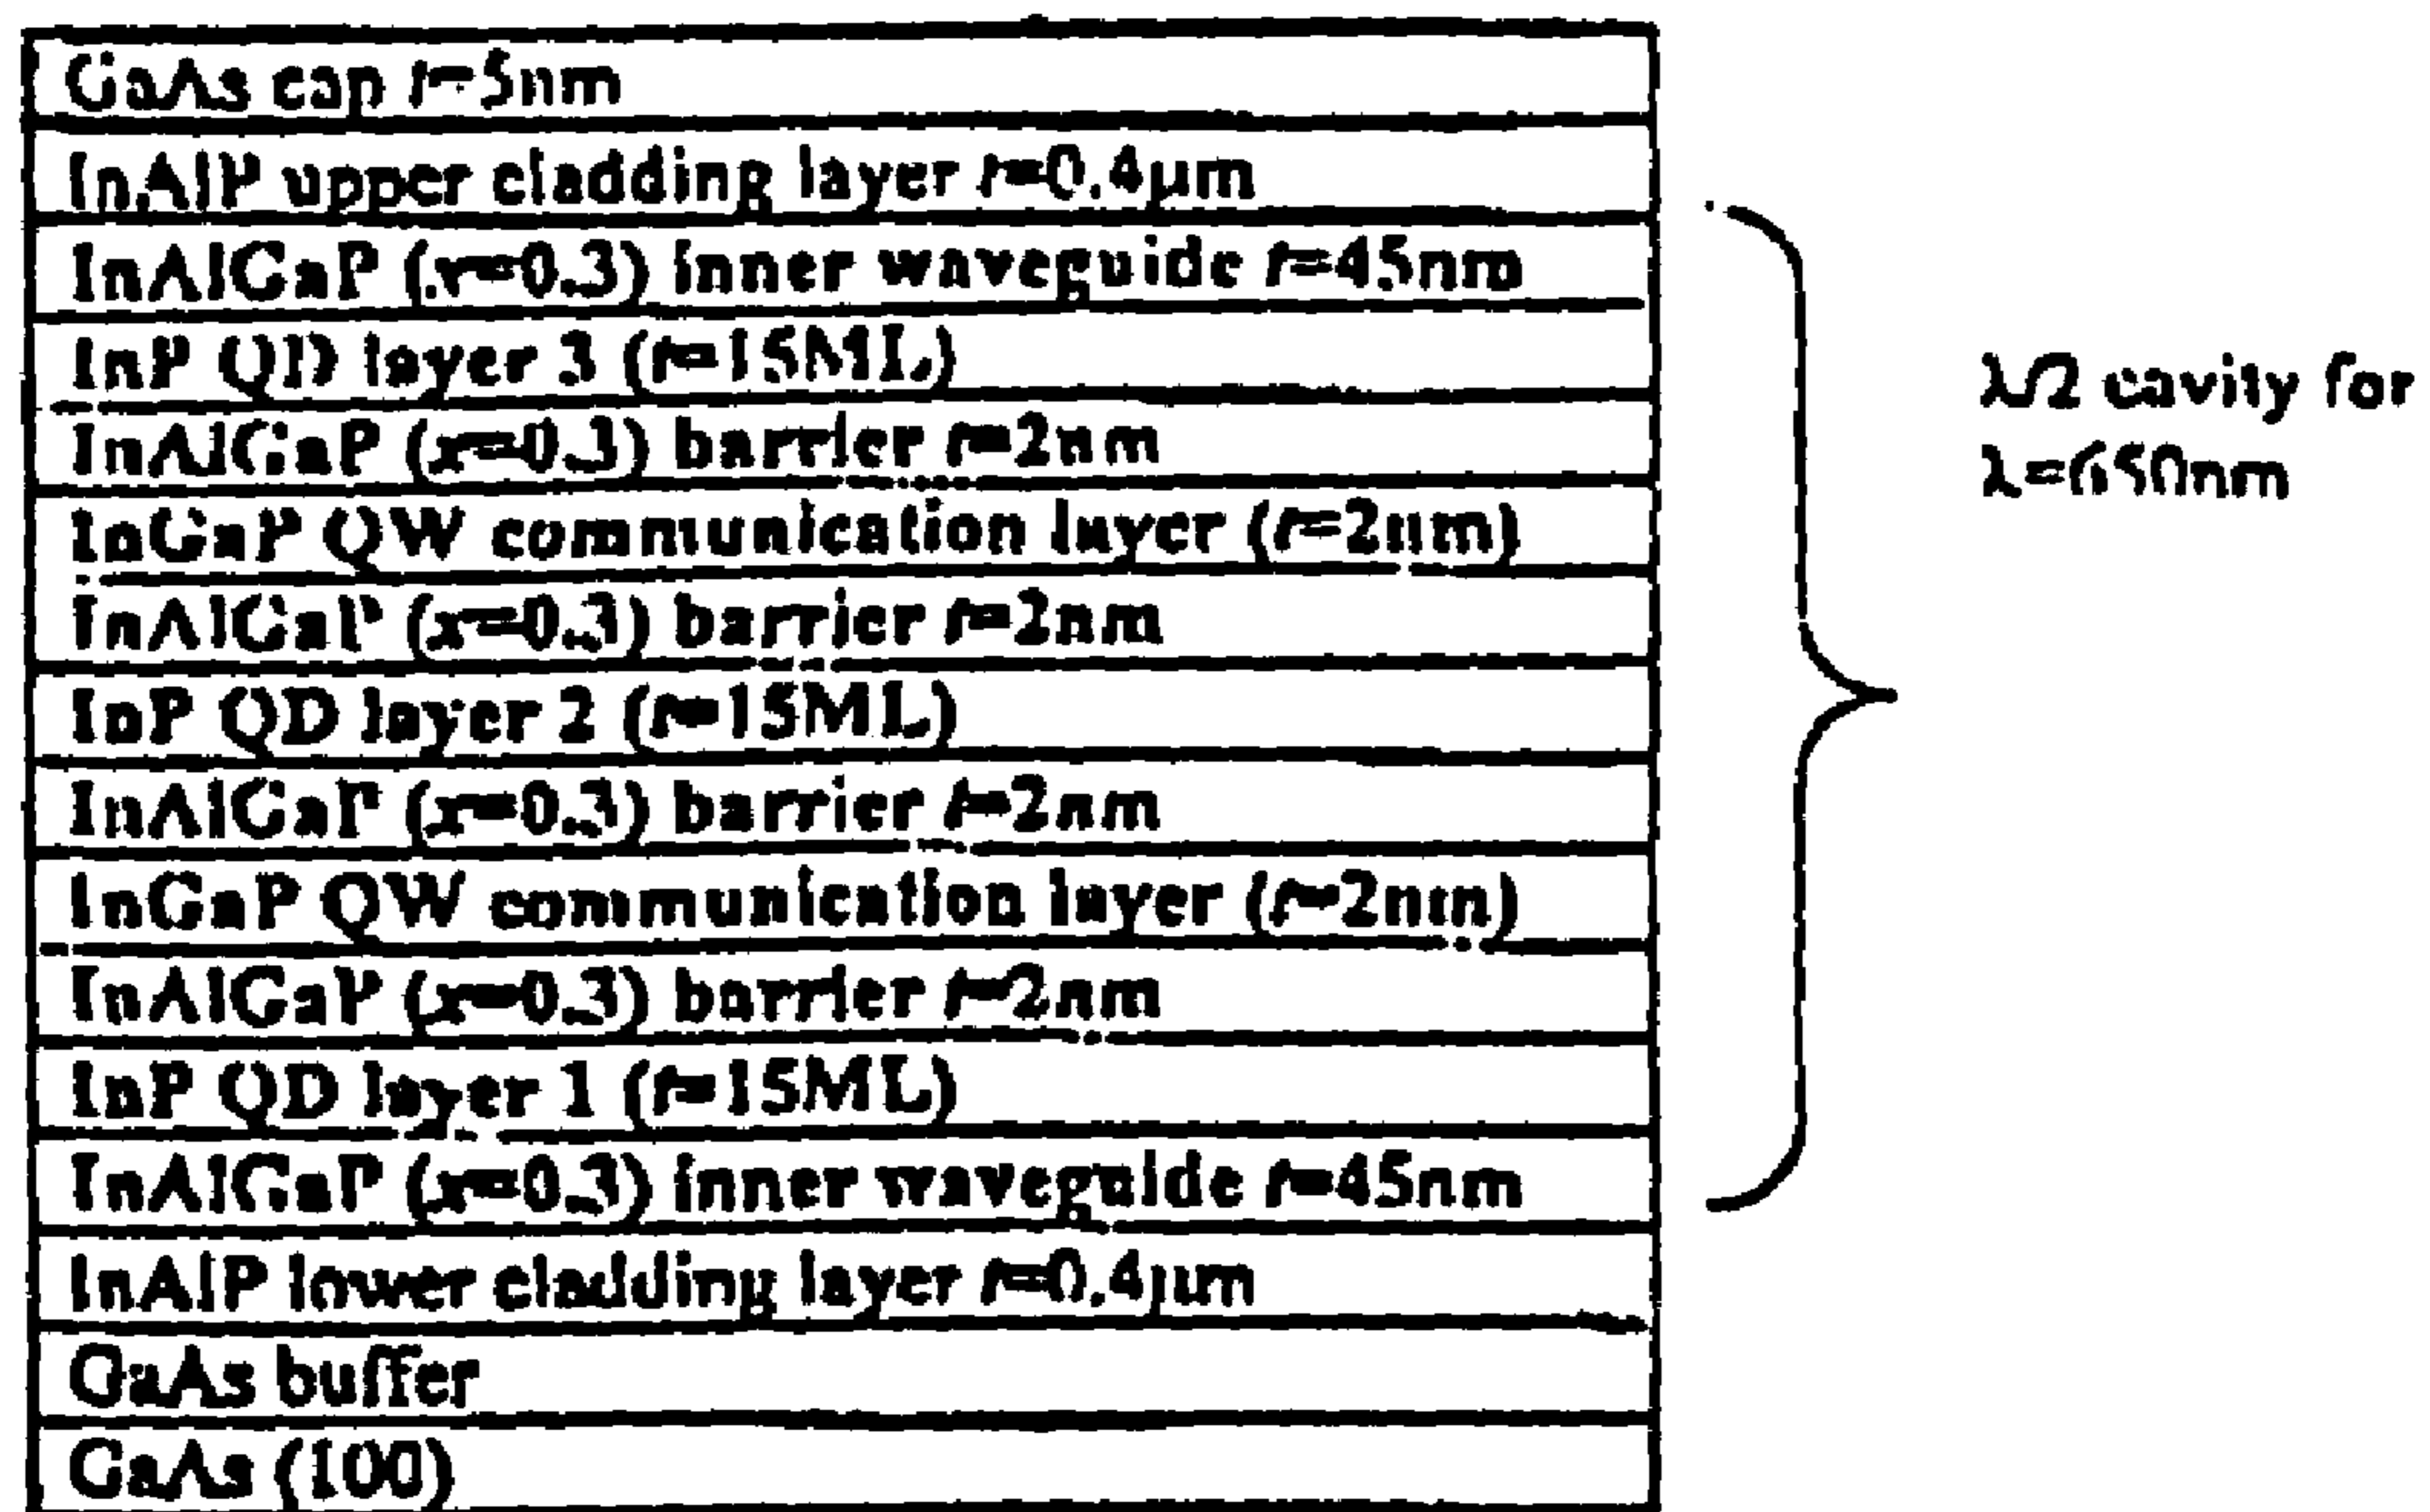 GaAs cap t=5nm
InAlP upper cladding layer t=0.4μm
InAlGaP (x=0.3) inner waveguide t=45nm
InP QD layer 3 (t=15ML)
InAlGaP (x=0.3) barrier t=2nm
InGaP QW communication layer (t=2nm)
InAlGaP (x=0.3) barrier t=2nm
InP QD layer 2 (t=15ML)
InAlGaP (x=0.3) barrier t=2nm
InGaP QW communication layer (t=2nm)
InAlGaP (x=0.3) barrier t=2nm
InP QD layer 1 (t=15ML)
InAlGaP (x=0.3) inner waveguide t=45nm
InAlP lower cladding layer t=0.4μm
GaAs buffer
GaAs (100)
λ/2 cavity for
λ=650nm